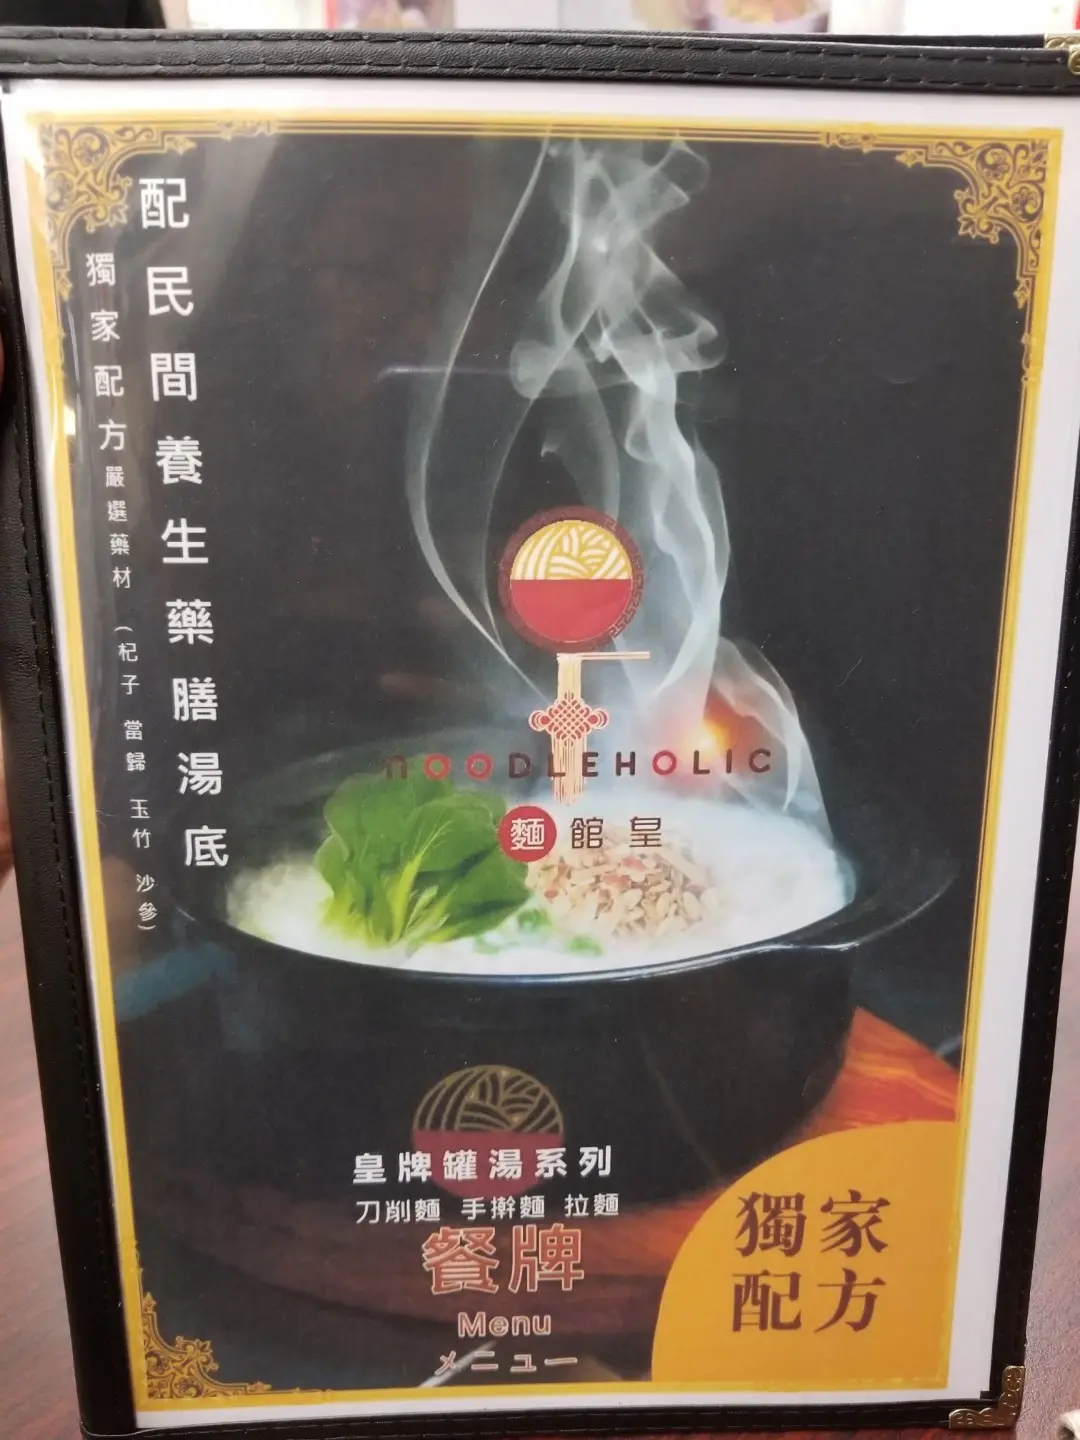 配民間養生藥膳湯底
獨家配方嚴選藥材（杞子 當歸 玉竹 沙參）
NOODLEHOLIC
麵館皇
皇牌罐湯系列
刀削麵 手擀麵 拉麵
餐牌
Menu
メニュー
獨家
配方